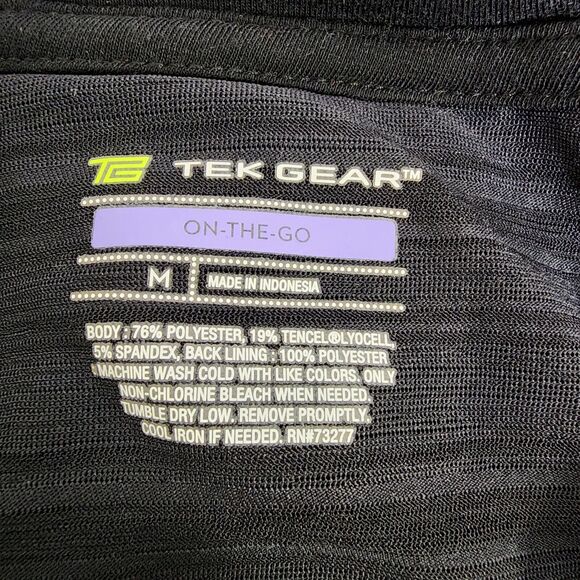 TG TEK GEAR™
ON-THE-GO
M MADE IN INDONESIA
BODY : 76% POLYESTER, 19% TENCEL®LYOCELL,
5% SPANDEX, BACK LINING : 100% POLYESTER
MACHINE WASH COLD WITH LIKE COLORS. ONLY
NON-CHLORINE BLEACH WHEN NEEDED.
TUMBLE DRY LOW. REMOVE PROMPTLY.
COOL IRON IF NEEDED. RN#73277